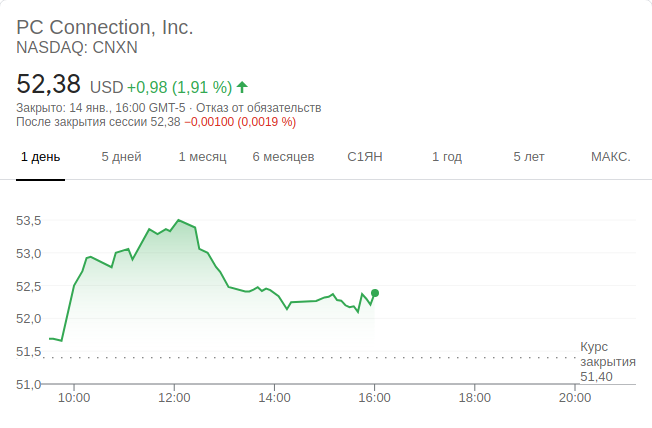 PC Connection, Inc.
NASDAQ: CNXN
52,38 USD +0,98 (1,91 %)
Закрыто: 14 янв., 16:00 GMT-5 · Отказ от обязательств
После закрытия сессии 52,38 −0,00100 (0,0019 %)
1 день 5 дней 1 месяц 6 месяцев С1ЯН 1 год 5 лет МАКС.
53,5
53,0
52,5
52,0
51,5
51,0
Курс
закрытия
51,40
10:00 12:00 14:00 16:00 18:00 20:00